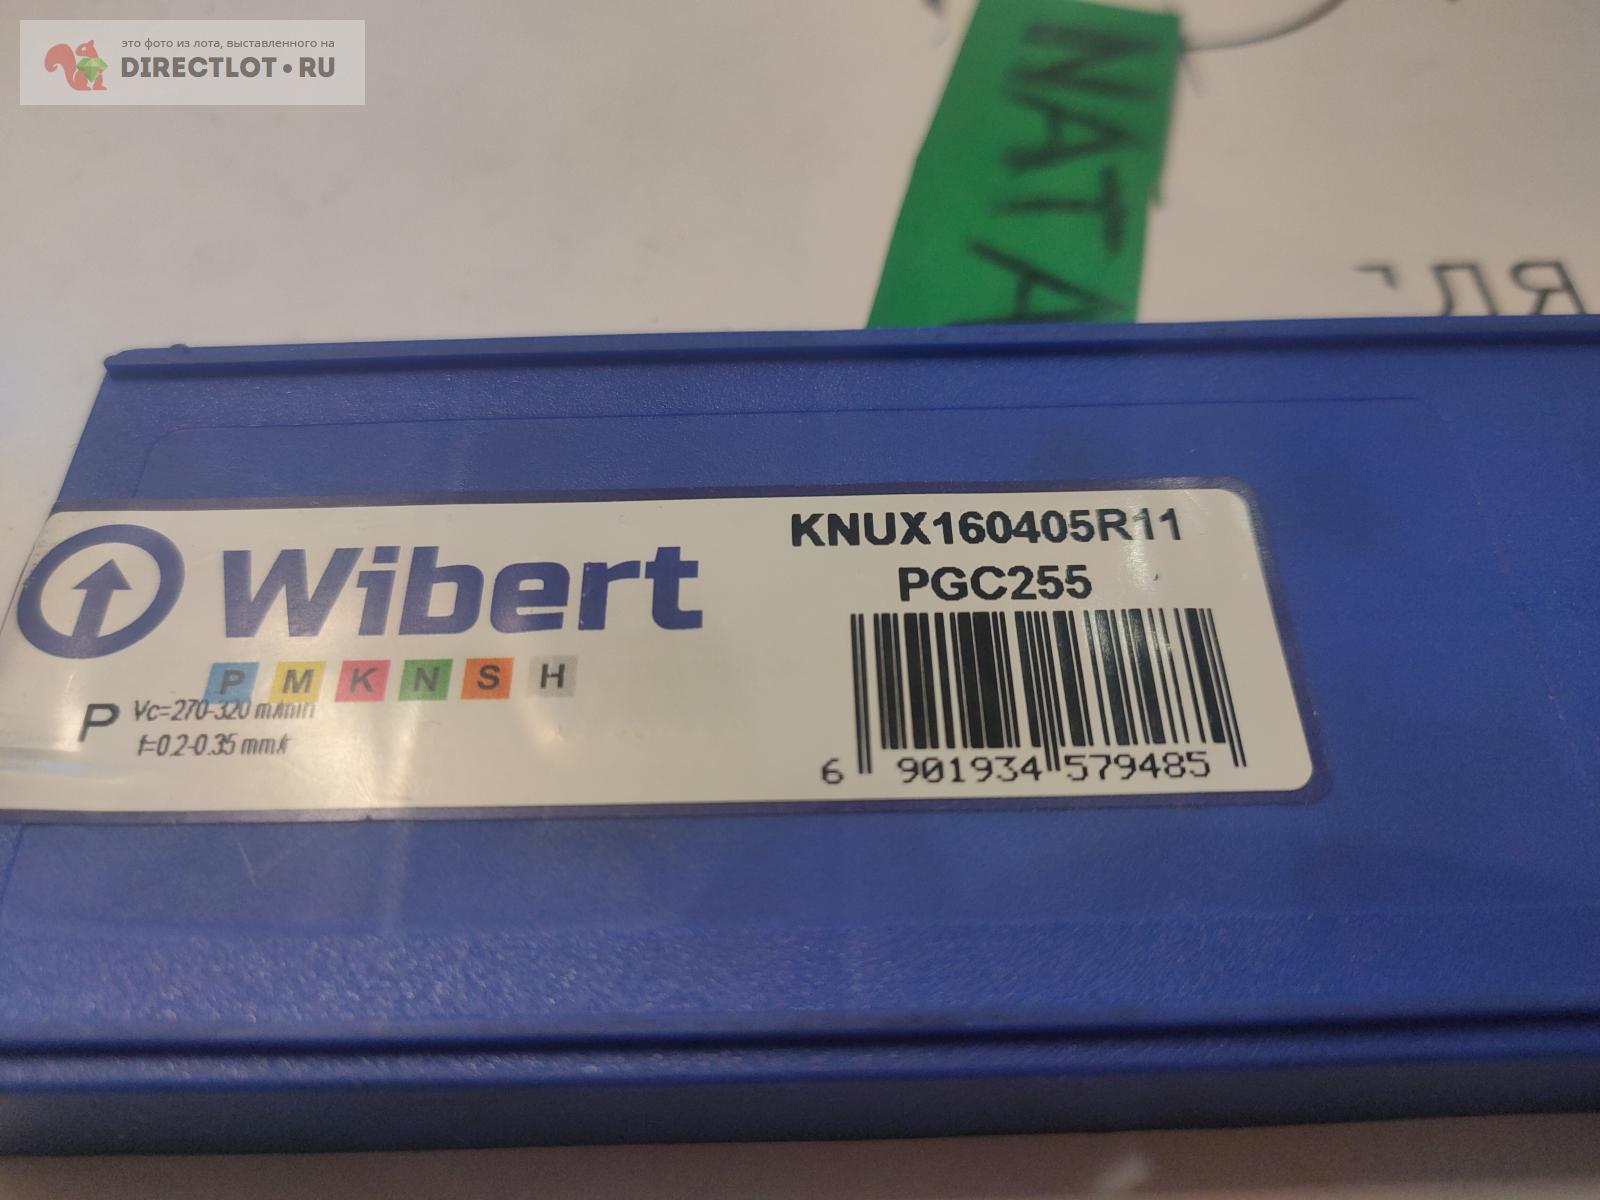 это фото из лота, выставленного на
DIRECTLOT•RU
NATA
Wibert
KNUX160405R11
PGC255
P M K N S H
P Vc=270-320 m/min
f=0.2-0.35 mm/r
6 901934 579485